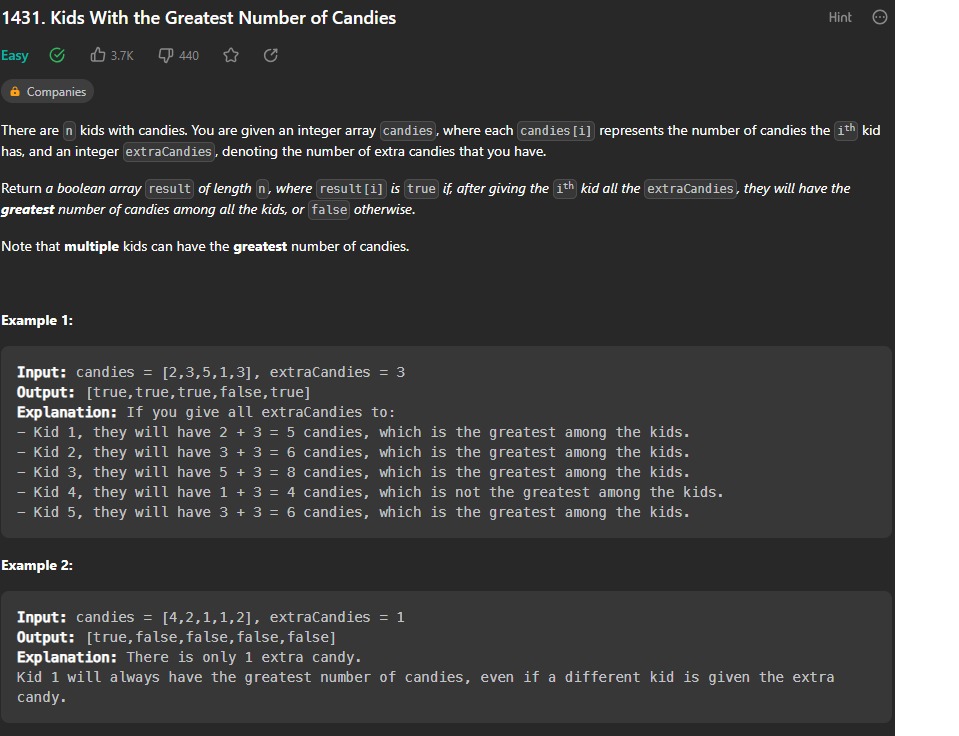 1431. Kids With the Greatest Number of Candies Hint
Easy 3.7K 440
Companies
There are n kids with candies. You are given an integer array candies, where each candies[i] represents the number of candies the ith kid
has, and an integer extraCandies, denoting the number of extra candies that you have.
Return a boolean array result of length n, where result[i] is true if, after giving the ith kid all the extraCandies, they will have the
greatest number of candies among all the kids, or false otherwise.
Note that multiple kids can have the greatest number of candies.
Example 1:
Input: candies = [2,3,5,1,3], extraCandies = 3
Output: [true,true,true,false,true]
Explanation: If you give all extraCandies to:
- Kid 1, they will have 2 + 3 = 5 candies, which is the greatest among the kids.
- Kid 2, they will have 3 + 3 = 6 candies, which is the greatest among the kids.
- Kid 3, they will have 5 + 3 = 8 candies, which is the greatest among the kids.
- Kid 4, they will have 1 + 3 = 4 candies, which is not the greatest among the kids.
- Kid 5, they will have 3 + 3 = 6 candies, which is the greatest among the kids.
Example 2:
Input: candies = [4,2,1,1,2], extraCandies = 1
Output: [true,false,false,false,false]
Explanation: There is only 1 extra candy.
Kid 1 will always have the greatest number of candies, even if a different kid is given the extra
candy.